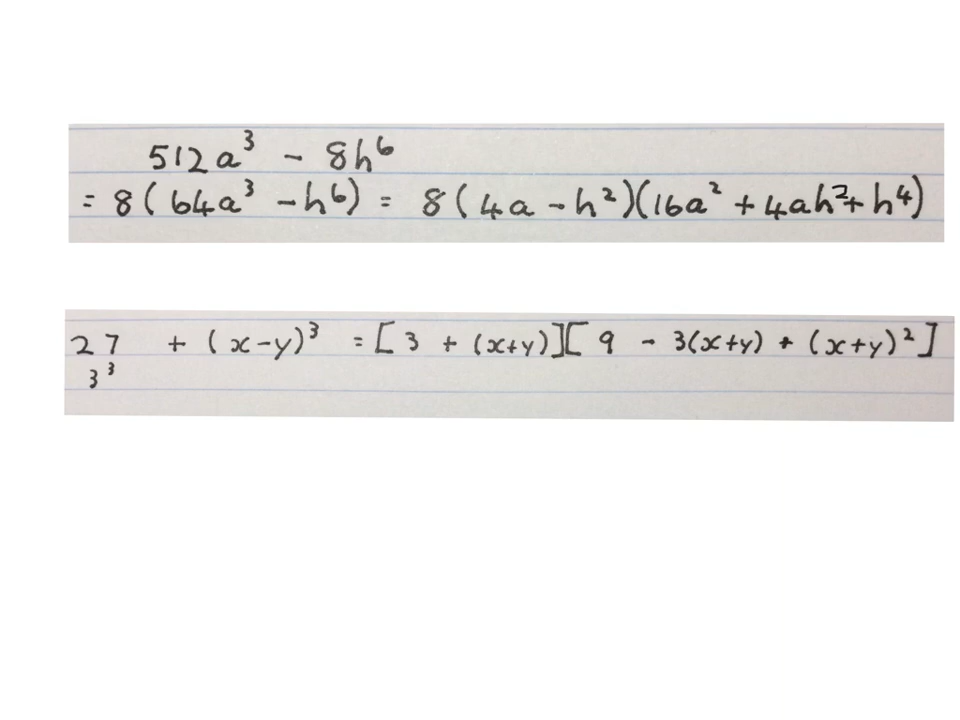 512a³ - 8h⁶
= 8(64a³ - h⁶) = 8(4a - h²)(16a² + 4ah² + h⁴)
27 + (x-y)³ = [3 + (x+y)][9 - 3(x+y) + (x+y)²]
3³